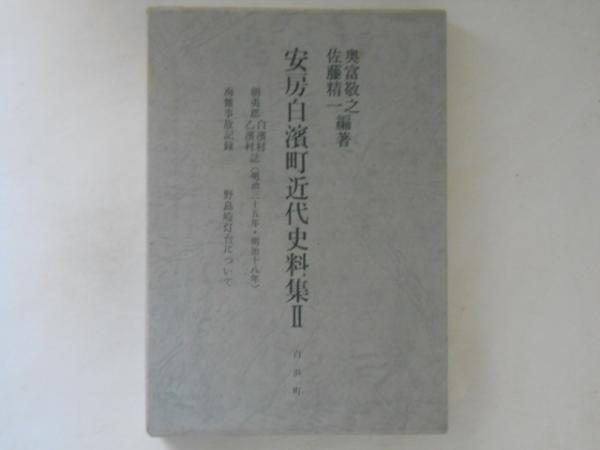 奥富敬之
佐藤精一
編著
安房白濱町近代史料集Ⅱ
朝夷郡
白濱村
乙濱村
誌(明治三十五年・明治十八年)
海難事故記録
野島崎灯台について
白浜町